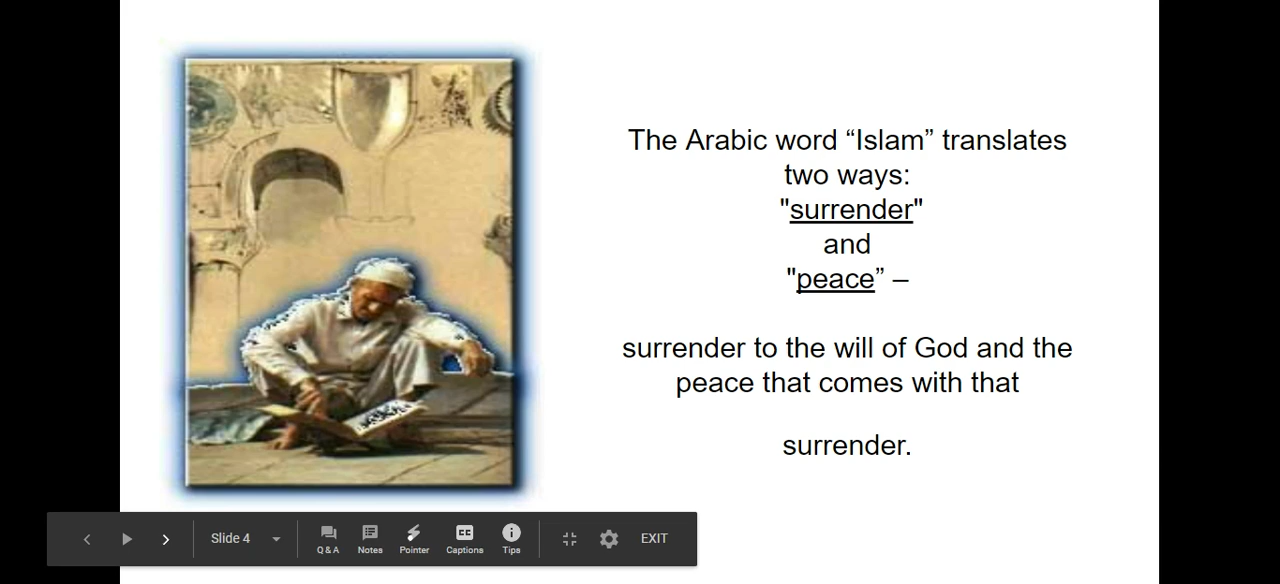 The Arabic word “Islam” translates
two ways:
"surrender"
and
"peace” –
surrender to the will of God and the
peace that comes with that
surrender.
Slide 4
Q & A
Notes
Pointer
CC
Captions
Tips
EXIT